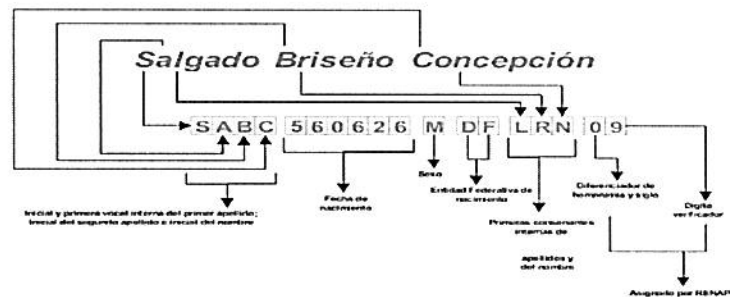 Salgado Briseño Concepción
S A B C 5 6 0 6 2 6 M D F L R N 0 9
Sexo
Inicial y primera vocal interna del primer apellido;
inicial del segundo apellido e inicial del nombre
Fecha de
nacimiento
Entidad Federativa de
nacimiento
Primeras consonantes
internas de
apellidos y
del nombre
Diferenciador de
homonimia y siglo
Digito
verificador
Asignado por RENAPO